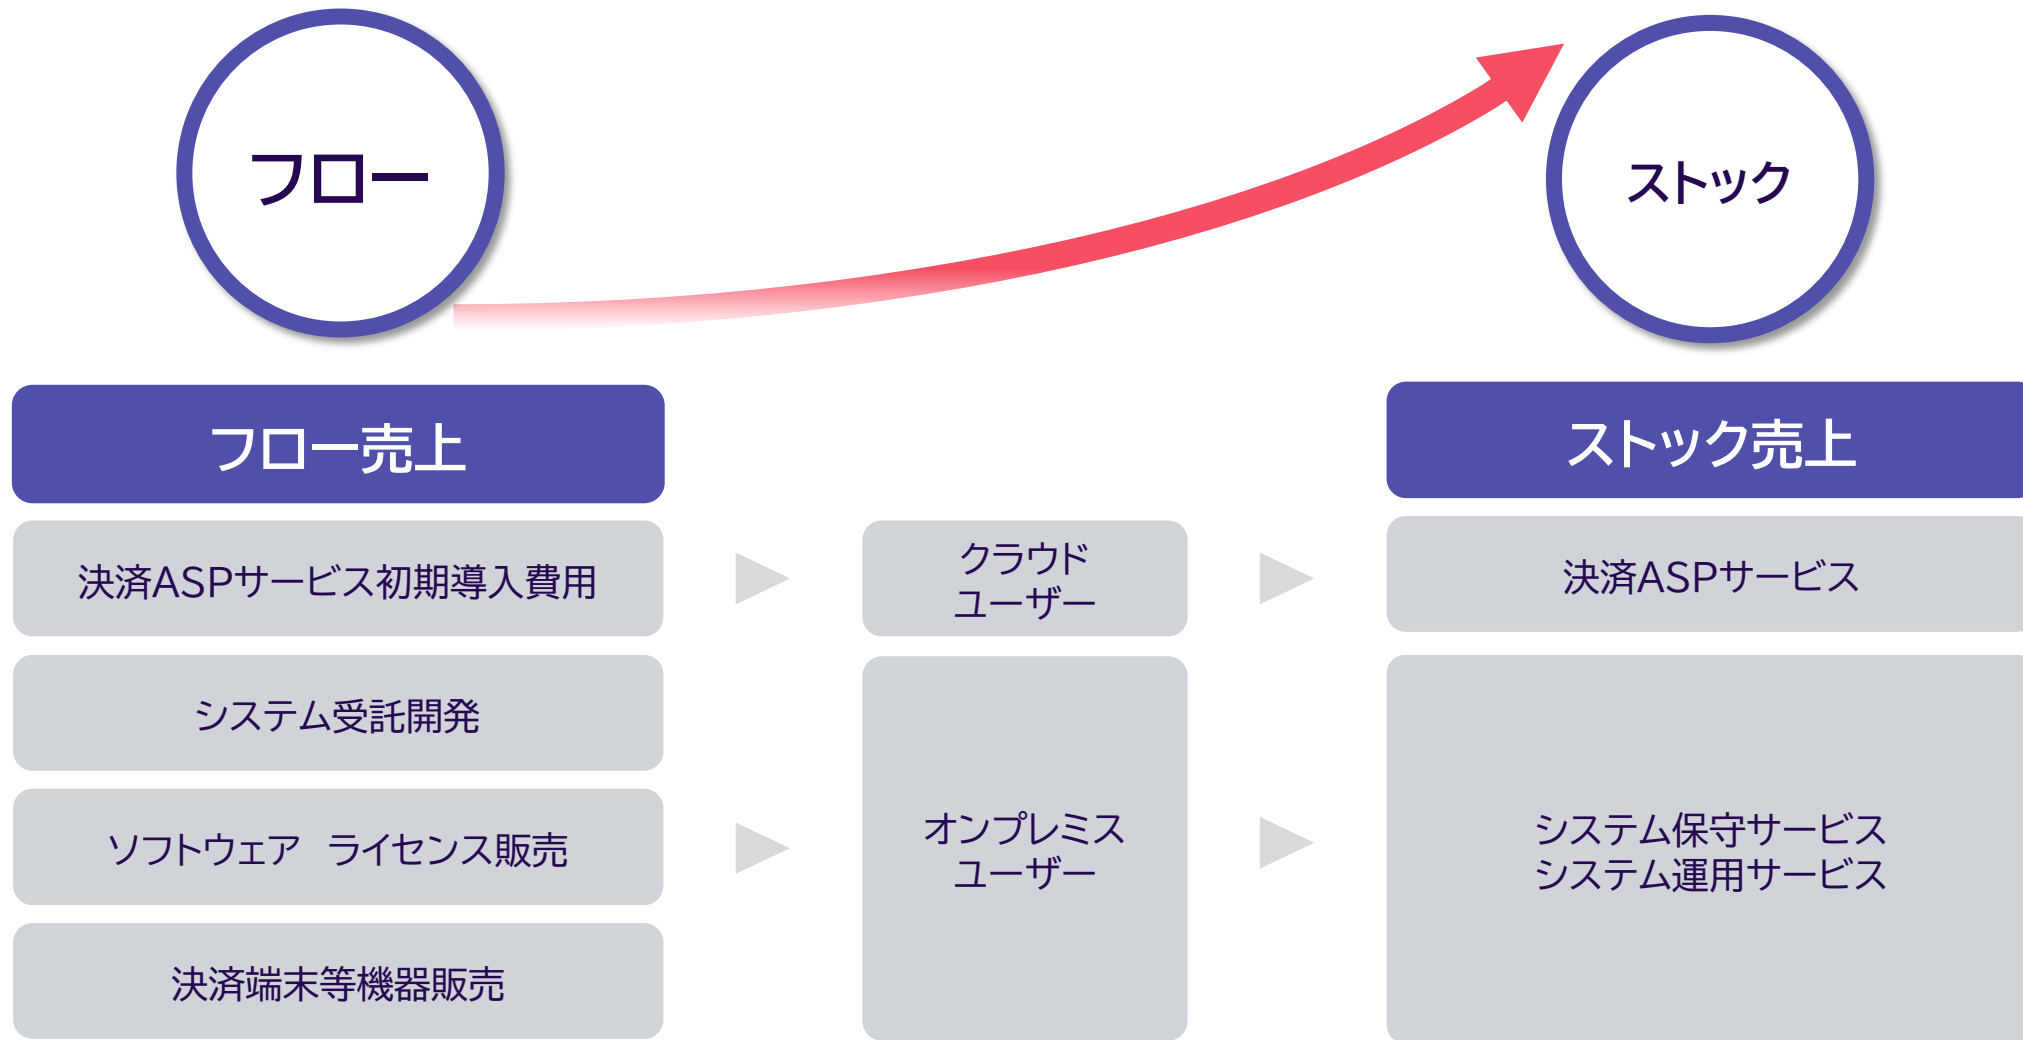 フロー
ストック
フロー売上
ストック売上
決済ASPサービス初期導入費用
クラウド
ユーザー
決済ASPサービス
システム受託開発
ソフトウェア　ライセンス販売
決済端末等機器販売
オンプレミス
ユーザー
システム保守サービス
システム運用サービス